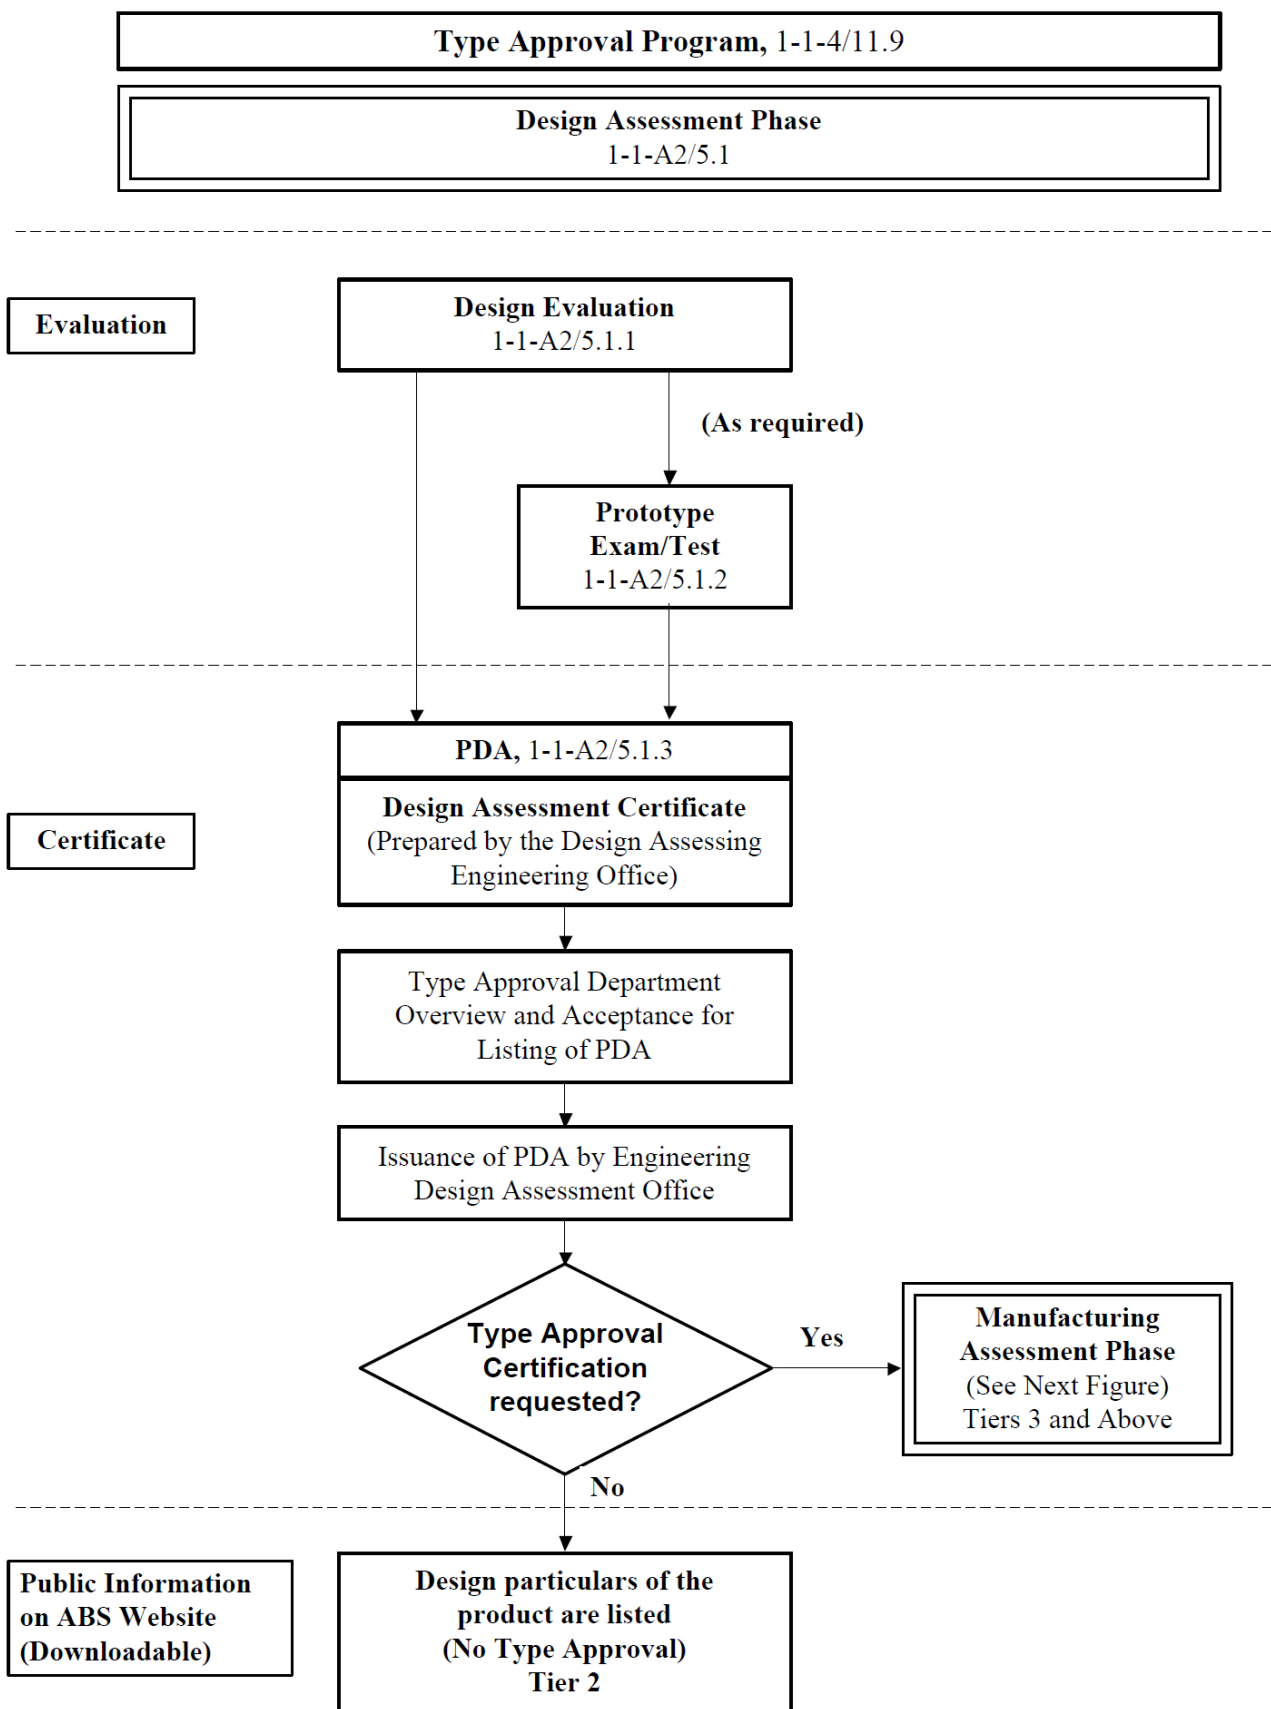 Type Approval Program, 1-1-4/11.9
Design Assessment Phase
1-1-A2/5.1
Evaluation
Design Evaluation
1-1-A2/5.1.1
(As required)
Prototype
Exam/Test
1-1-A2/5.1.2
PDA, 1-1-A2/5.1.3
Certificate
Design Assessment Certificate
(Prepared by the Design Assessing
Engineering Office)
Type Approval Department
Overview and Acceptance for
Listing of PDA
Issuance of PDA by Engineering
Design Assessment Office
Type Approval
Certification
requested?
Yes
Manufacturing
Assessment Phase
(See Next Figure)
Tiers 3 and Above
No
Public Information
on ABS Website
(Downloadable)
Design particulars of the
product are listed
(No Type Approval)
Tier 2